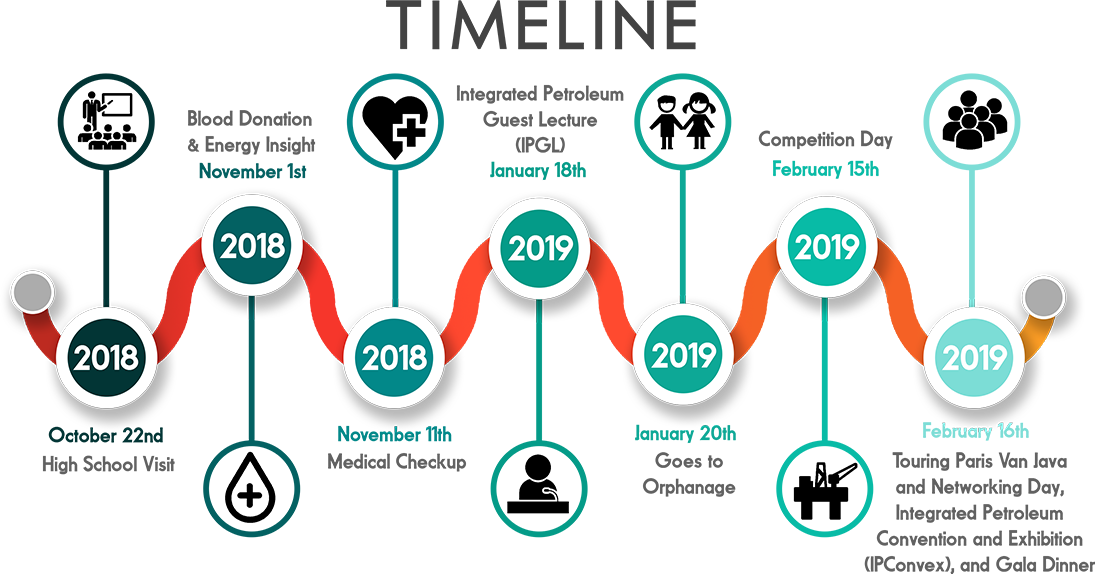 TIMELINE
2018
October 22nd
High School Visit
Blood Donation
& Energy Insight
November 1st
2018
2018
November 11th
Medical Checkup
Integrated Petroleum
Guest Lecture
(IPGL)
January 18th
2019
2019
January 20th
Goes to
Orphanage
Competition Day
February 15th
2019
2019
February 16th
Touring Paris Van Java
and Networking Day,
Integrated Petroleum
Convention and Exhibition
(IPConvex), and Gala Dinner